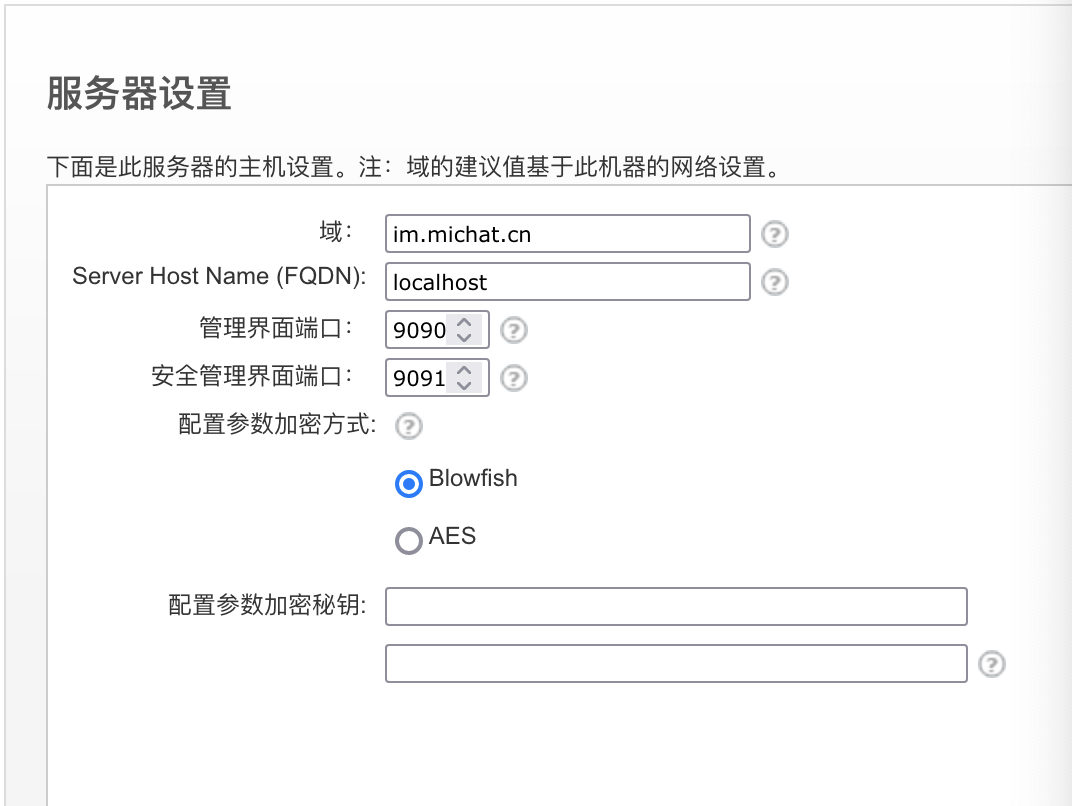 服务器设置
下面是此服务器的主机设置。注：域的建议值基于此机器的网络设置。
域： im.michat.cn ?
Server Host Name (FQDN): localhost ?
管理界面端口： 9090 ?
安全管理界面端口： 9091 ?
配置参数加密方式: ?
Blowfish
AES
配置参数加密秘钥:
?